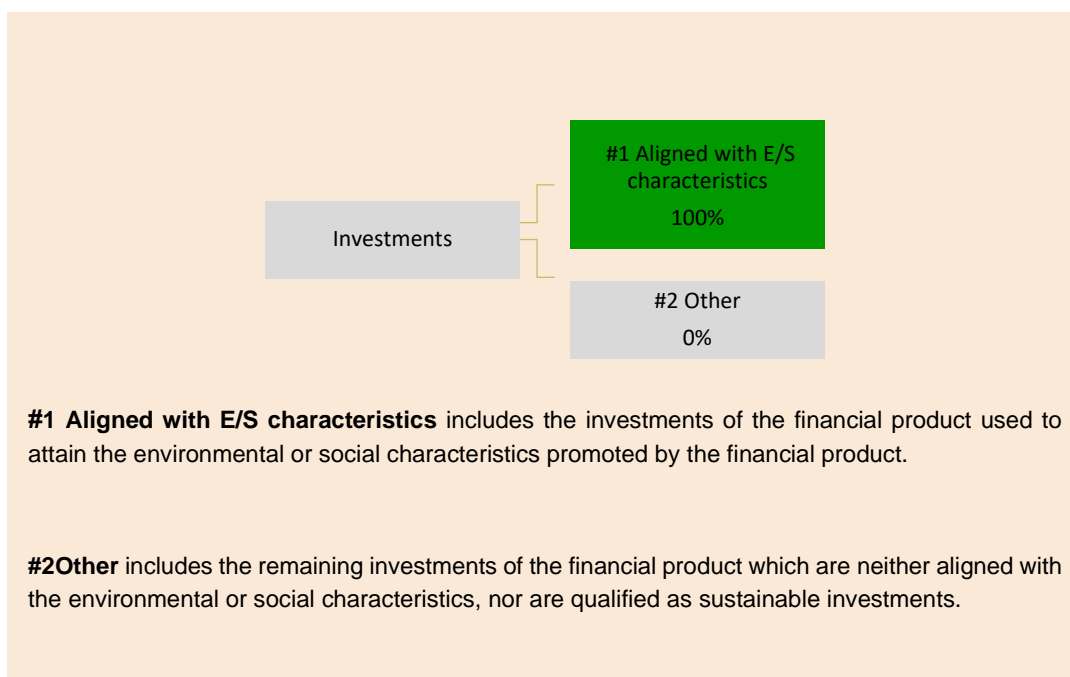 #1 Aligned with E/S
characteristics
100%
Investments
#2 Other
0%
#1 Aligned with E/S characteristics includes the investments of the financial product used to
attain the environmental or social characteristics promoted by the financial product.
#2Other includes the remaining investments of the financial product which are neither aligned with
the environmental or social characteristics, nor are qualified as sustainable investments.